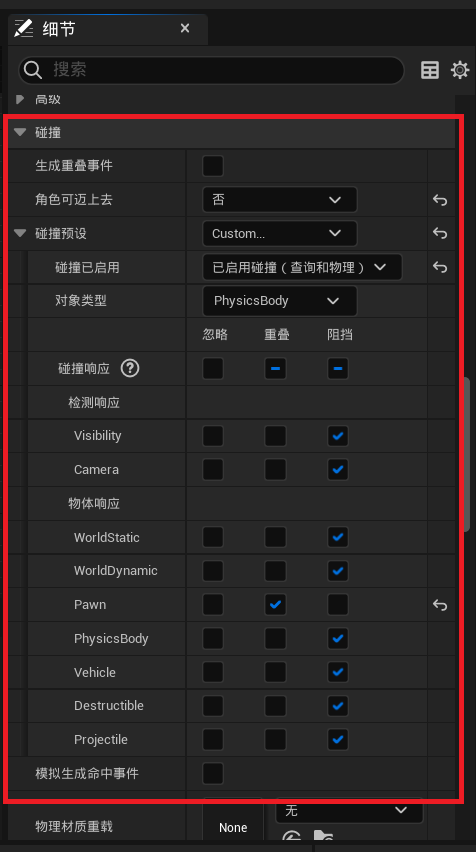 细节
搜索
高级
碰撞
生成重叠事件
角色可迈上去 否
碰撞预设 Custom...
碰撞已启用 已启用碰撞（查询和物理）
对象类型 PhysicsBody
忽略 重叠 阻挡
碰撞响应 ?
检测响应
Visibility
Camera
物体响应
WorldStatic
WorldDynamic
Pawn
PhysicsBody
Vehicle
Destructible
Projectile
模拟生成命中事件
无
物理材质重载 None